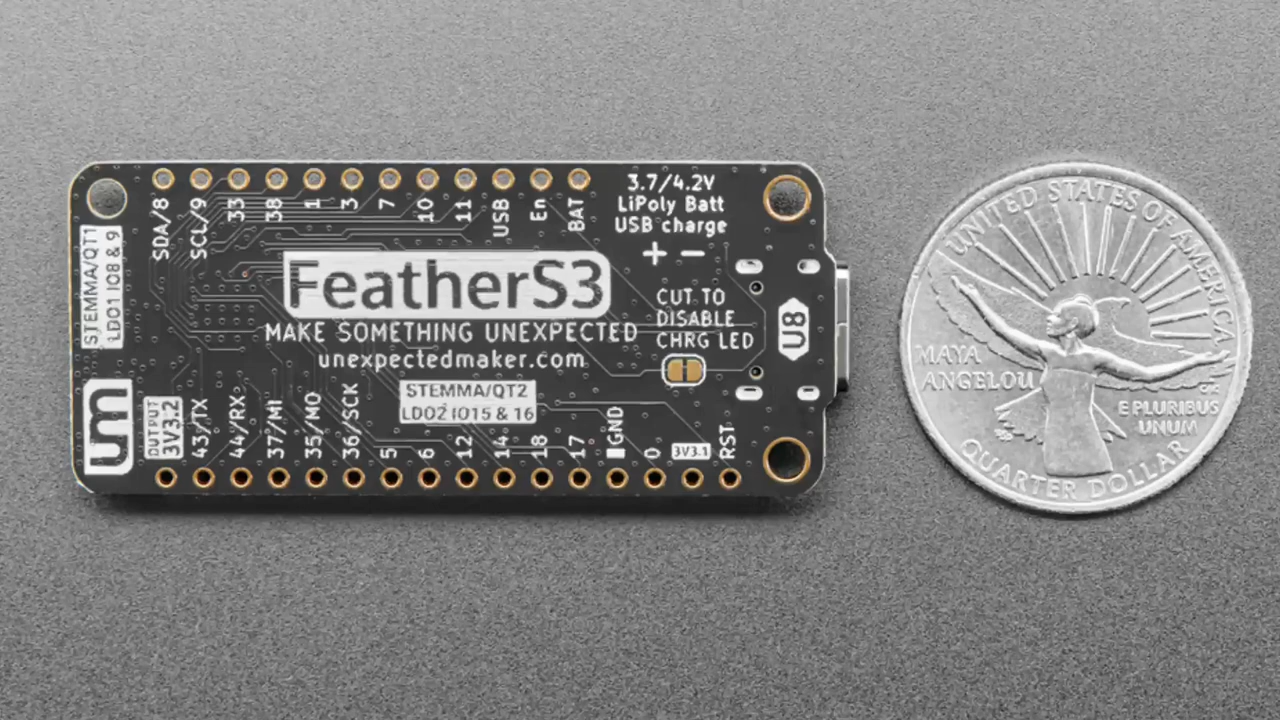 SDA/8
SCL/9
33
38
1
3
7
10
11
USB
En
BAT
3.7/4.2V
LiPoly Batt
USB charge
+ −
STEMMA/QT1
LDO1 IO8 & 9
FeatherS3
MAKE SOMETHING UNEXPECTED
unexpectedmaker.com
CUT TO
DISABLE
CHRG LED
U8
STEMMA/QT2
LDO2 IO15 & 16
um
OUTPUT
3V3.2
43/TX
44/RX
37/MI
35/MO
36/SCK
5
6
12
14
18
17
GND
0
3V3.1
RST
UNITED STATES OF AMERICA
MAYA
ANGELOU
E PLURIBUS
UNUM
QUARTER DOLLAR